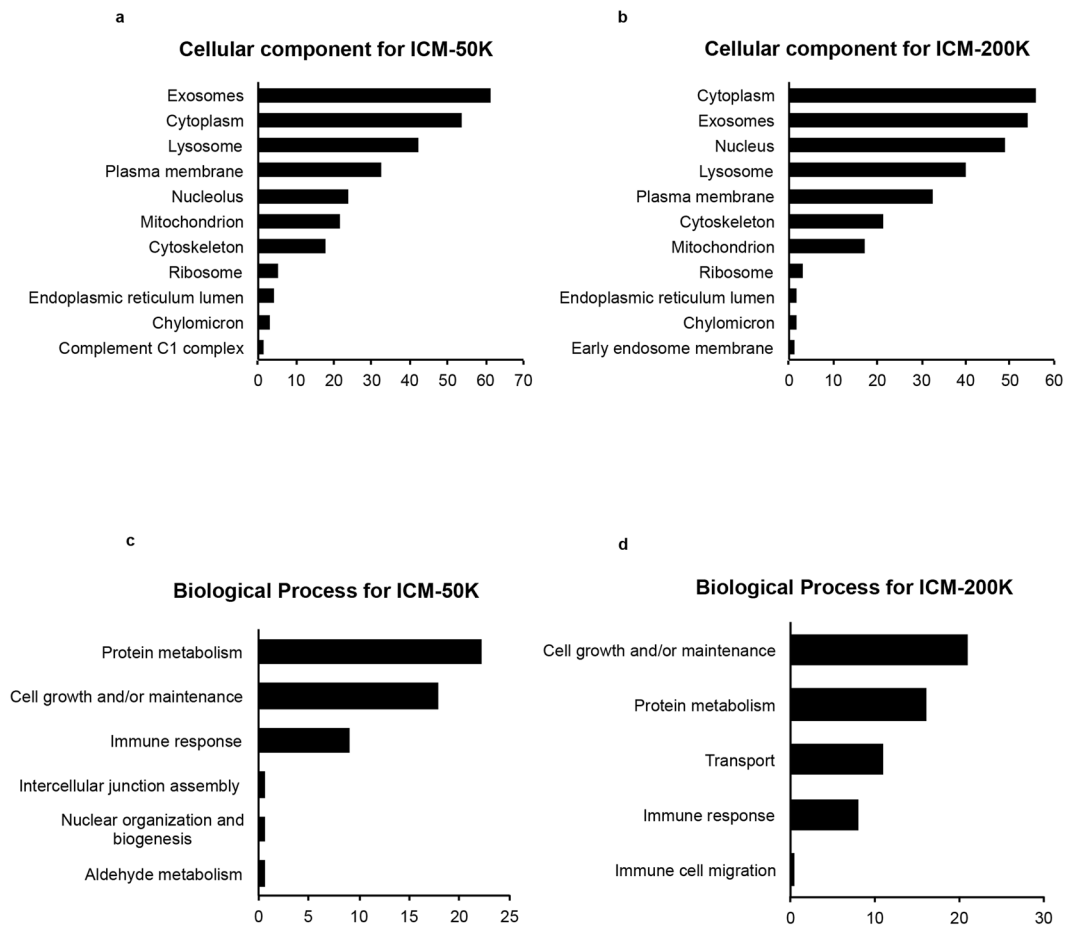 a
Cellular component for ICM-50K
Exosomes
Cytoplasm
Lysosome
Plasma membrane
Nucleolus
Mitochondrion
Cytoskeleton
Ribosome
Endoplasmic reticulum lumen
Chylomicron
Complement C1 complex
0 10 20 30 40 50 60 70
b
Cellular component for ICM-200K
Cytoplasm
Exosomes
Nucleus
Lysosome
Plasma membrane
Cytoskeleton
Mitochondrion
Ribosome
Endoplasmic reticulum lumen
Chylomicron
Early endosome membrane
0 10 20 30 40 50 60
c
Biological Process for ICM-50K
Protein metabolism
Cell growth and/or maintenance
Immune response
Intercellular junction assembly
Nuclear organization and
biogenesis
Aldehyde metabolism
0 5 10 15 20 25
d
Biological Process for ICM-200K
Cell growth and/or maintenance
Protein metabolism
Transport
Immune response
Immune cell migration
0 10 20 30